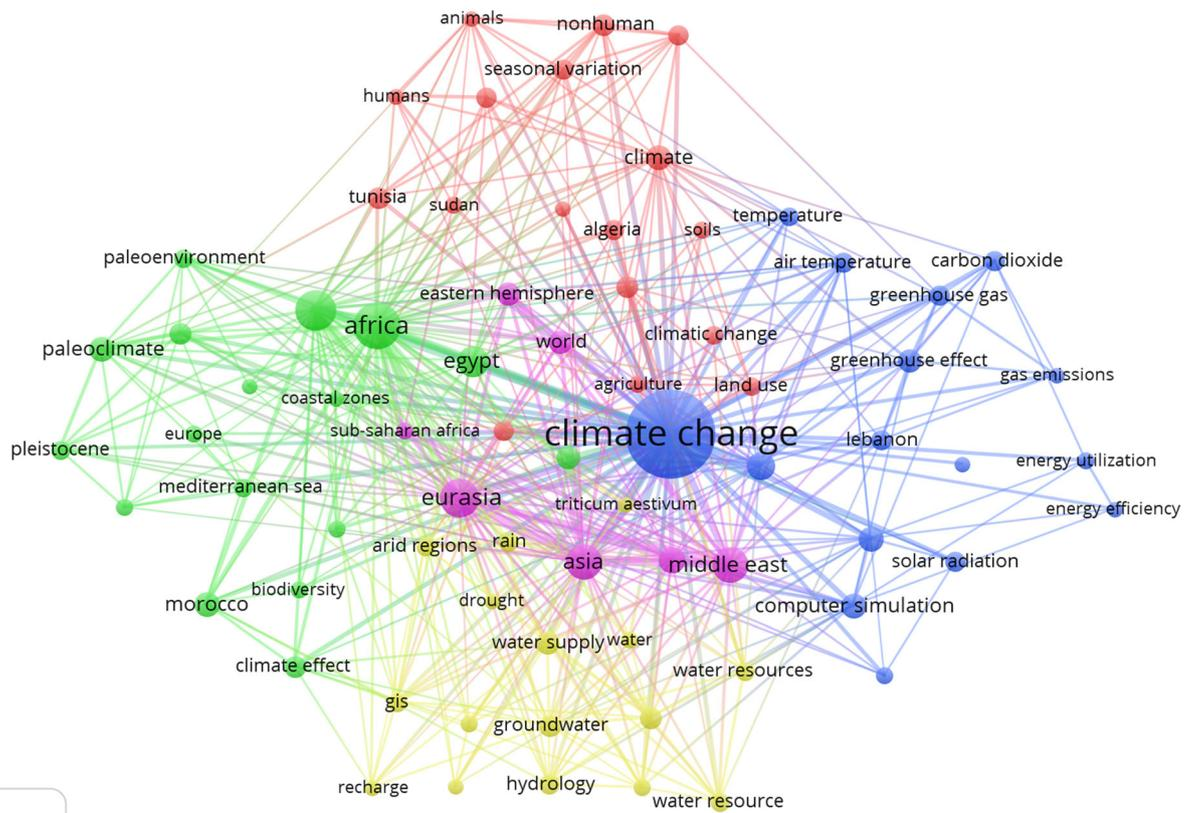 animals
nonhuman
seasonal variation
humans
climate
tunisia
sudan
temperature
algeria
soils
paleoenvironment
air temperature
carbon dioxide
eastern hemisphere
greenhouse gas
africa
climatic change
world
paleoclimate
egypt
greenhouse effect
gas emissions
agriculture
land use
coastal zones
sub-saharan africa
europe
climate change
lebanon
pleistocene
energy utilization
mediterranean sea
eurasia
triticum aestivum
energy efficiency
arid regions
rain
asia
middle east
solar radiation
biodiversity
drought
morocco
computer simulation
water supply
water
climate effect
water resources
gis
groundwater
recharge
hydrology
water resource